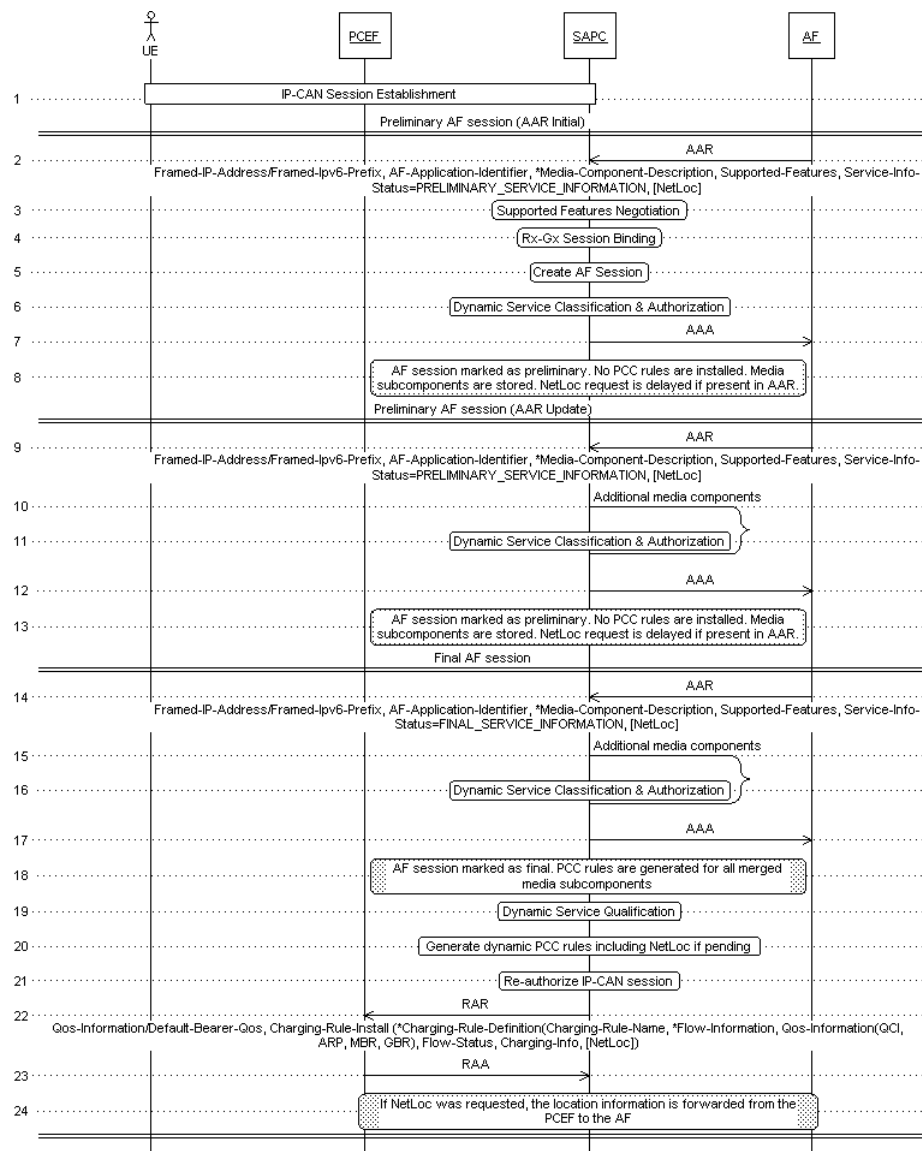 UE
PCEF
SAPC
AF
1
IP-CAN Session Establishment
Preliminary AF session (AAR Initial)
2
AAR
Framed-IP-Address/Framed-Ipv6-Prefix, AF-Application-Identifier, *Media-Component-Description, Supported-Features, Service-Info-
Status=PRELIMINARY_SERVICE_INFORMATION, [NetLoc]
3
Supported Features Negotiation
4
Rx-Gx Session Binding
5
Create AF Session
6
Dynamic Service Classification & Authorization
7
AAA
8
AF session marked as preliminary. No PCC rules are installed. Media
subcomponents are stored. NetLoc request is delayed if present in AAR.
Preliminary AF session (AAR Update)
9
AAR
Framed-IP-Address/Framed-Ipv6-Prefix, AF-Application-Identifier, *Media-Component-Description, Supported-Features, Service-Info-
Status=PRELIMINARY_SERVICE_INFORMATION, [NetLoc]
10
Additional media components
11
Dynamic Service Classification & Authorization
12
AAA
13
AF session marked as preliminary. No PCC rules are installed. Media
subcomponents are stored. NetLoc request is delayed if present in AAR.
Final AF session
14
AAR
Framed-IP-Address/Framed-Ipv6-Prefix, AF-Application-Identifier, *Media-Component-Description, Supported-Features, Service-Info-
Status=FINAL_SERVICE_INFORMATION, [NetLoc]
15
Additional media components
16
Dynamic Service Classification & Authorization
17
AAA
18
AF session marked as final. PCC rules are generated for all merged
media subcomponents
19
Dynamic Service Qualification
20
Generate dynamic PCC rules including NetLoc if pending
21
Re-authorize IP-CAN session
22
RAR
Qos-Information/Default-Bearer-Qos, Charging-Rule-Install (*Charging-Rule-Definition(Charging-Rule-Name, *Flow-Information, Qos-Information(QCI,
ARP, MBR, GBR), Flow-Status, Charging-Info, [NetLoc])
23
RAA
24
If NetLoc was requested, the location information is forwarded from the
PCEF to the AF